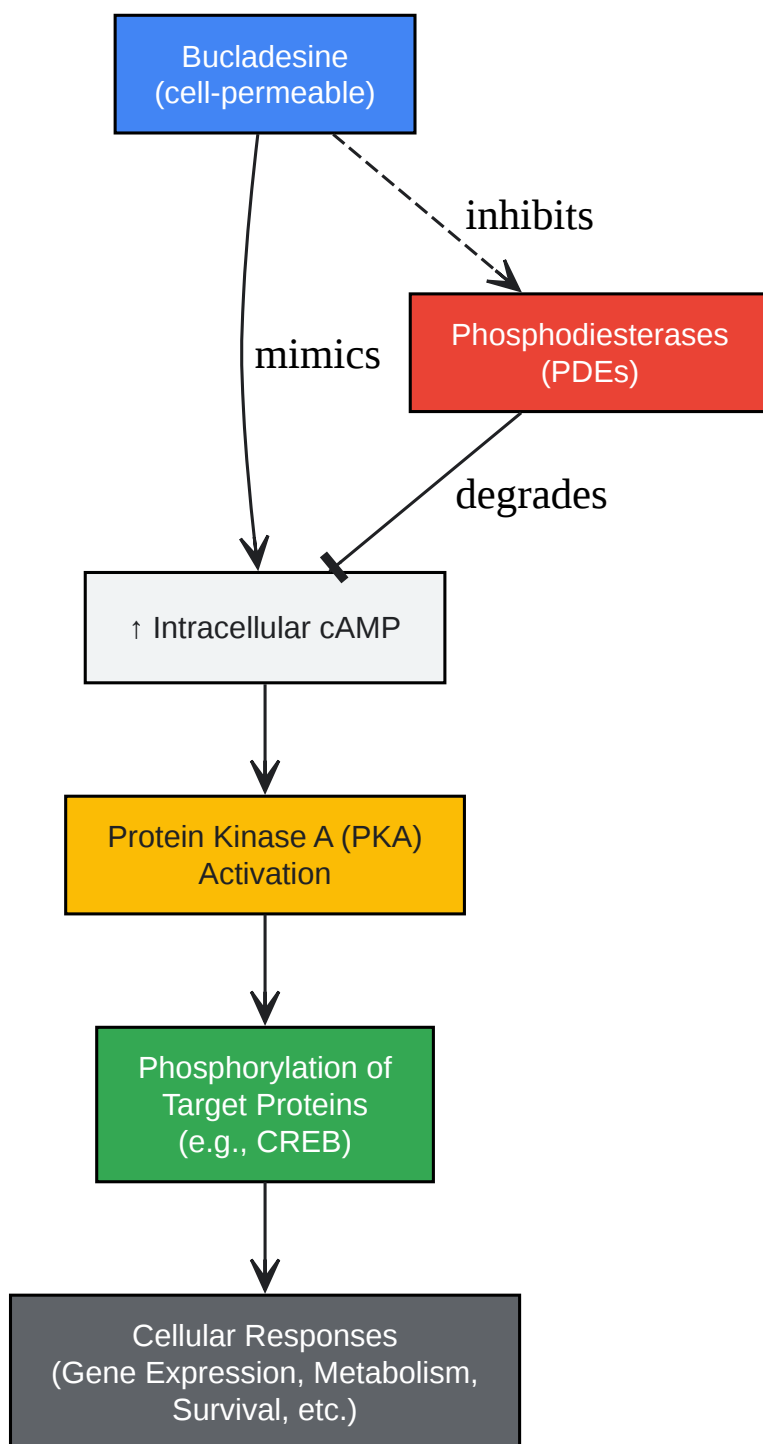 Bucladesine
(cell-permeable)
inhibits
Phosphodiesterases
(PDEs)
mimics
degrades
↑ Intracellular cAMP
Protein Kinase A (PKA)
Activation
Phosphorylation of
Target Proteins
(e.g., CREB)
Cellular Responses
(Gene Expression, Metabolism,
Survival, etc.)